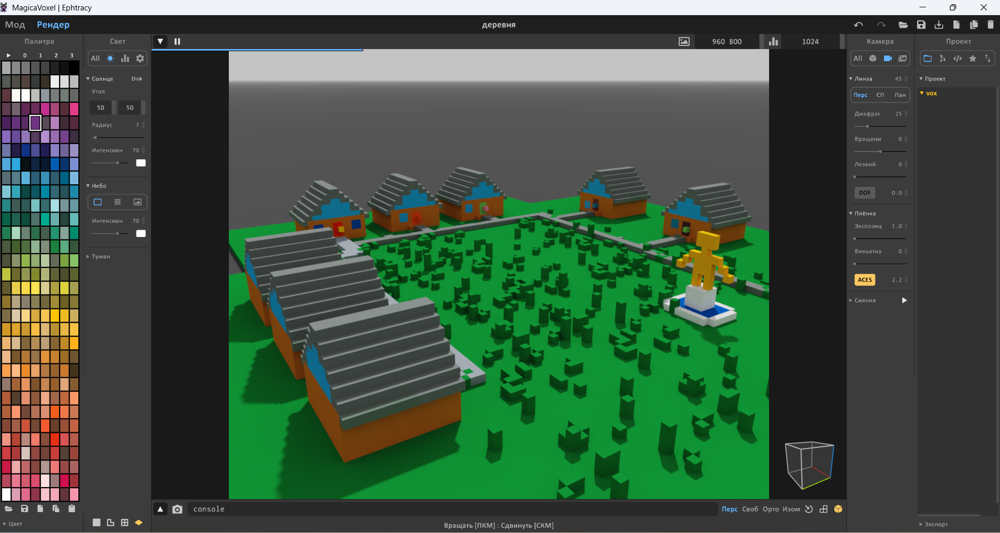 MagicaVoxel | Ephtracy
Мод Рендер
деревня
Палитра
0 1 2 3
Цвет
Свет
All
Солнце Disk
Угол
50 50
Радиус 7
Интенсивн 70
Небо
Интенсивн 70
Туман
960 800
1024
console
Перс Своб Орто Изом
Вращать [ПКМ] : Сдвинуть [СКМ]
Камера
All
Линза 45
Перс СП Пан
Диафраг 25
Вращени 0
Лезвий 0
DOF 0.0
Плёнка
Экспозиц 1.0
Виньетка 0
ACES 2.2
Сияние
Проект
Проект
vox
Экспорт